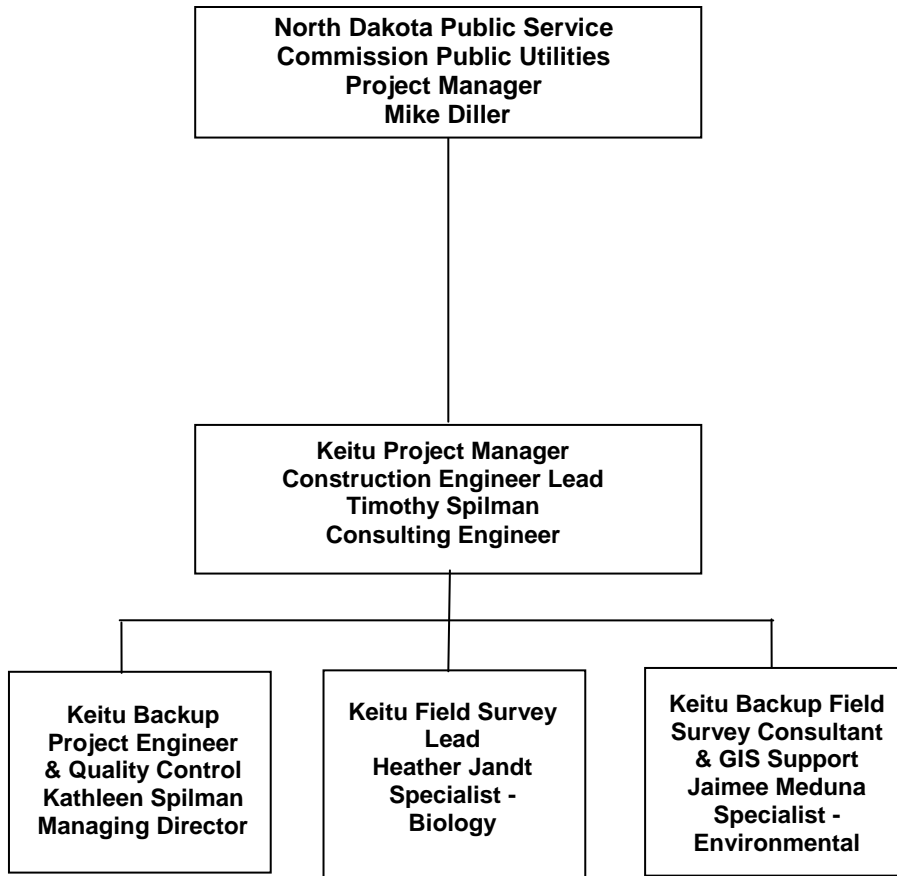 North Dakota Public Service
Commission Public Utilities
Project Manager
Mike Diller
Keitu Project Manager
Construction Engineer Lead
Timothy Spilman
Consulting Engineer
Keitu Backup
Project Engineer
& Quality Control
Kathleen Spilman
Managing Director
Keitu Field Survey
Lead
Heather Jandt
Specialist -
Biology
Keitu Backup Field
Survey Consultant
& GIS Support
Jaimee Meduna
Specialist -
Environmental